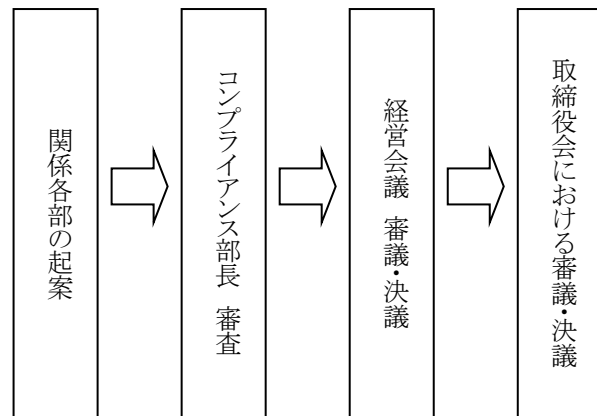 関係各部の起案
コンプライアンス部長 審査
経営会議 審議・決議
取締役会における審議・決議